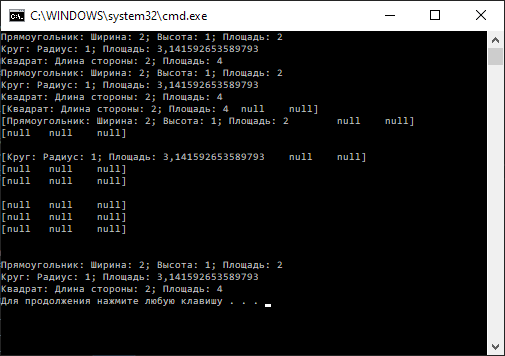 C:\WINDOWS\system32\cmd.exe
Прямоугольник: Ширина: 2; Высота: 1; Площадь: 2
Круг: Радиус: 1; Площадь: 3,141592653589793
Квадрат: Длина стороны: 2; Площадь: 4
Прямоугольник: Ширина: 2; Высота: 1; Площадь: 2
Круг: Радиус: 1; Площадь: 3,141592653589793
Квадрат: Длина стороны: 2; Площадь: 4
[Квадрат: Длина стороны: 2; Площадь: 4  null    null]
[Прямоугольник: Ширина: 2; Высота: 1; Площадь: 2        null    null]
[null   null    null]
[Круг: Радиус: 1; Площадь: 3,141592653589793    null    null]
[null   null    null]
[null   null    null]
[null   null    null]
[null   null    null]
[null   null    null]
Прямоугольник: Ширина: 2; Высота: 1; Площадь: 2
Круг: Радиус: 1; Площадь: 3,141592653589793
Квадрат: Длина стороны: 2; Площадь: 4
Для продолжения нажмите любую клавишу . . .